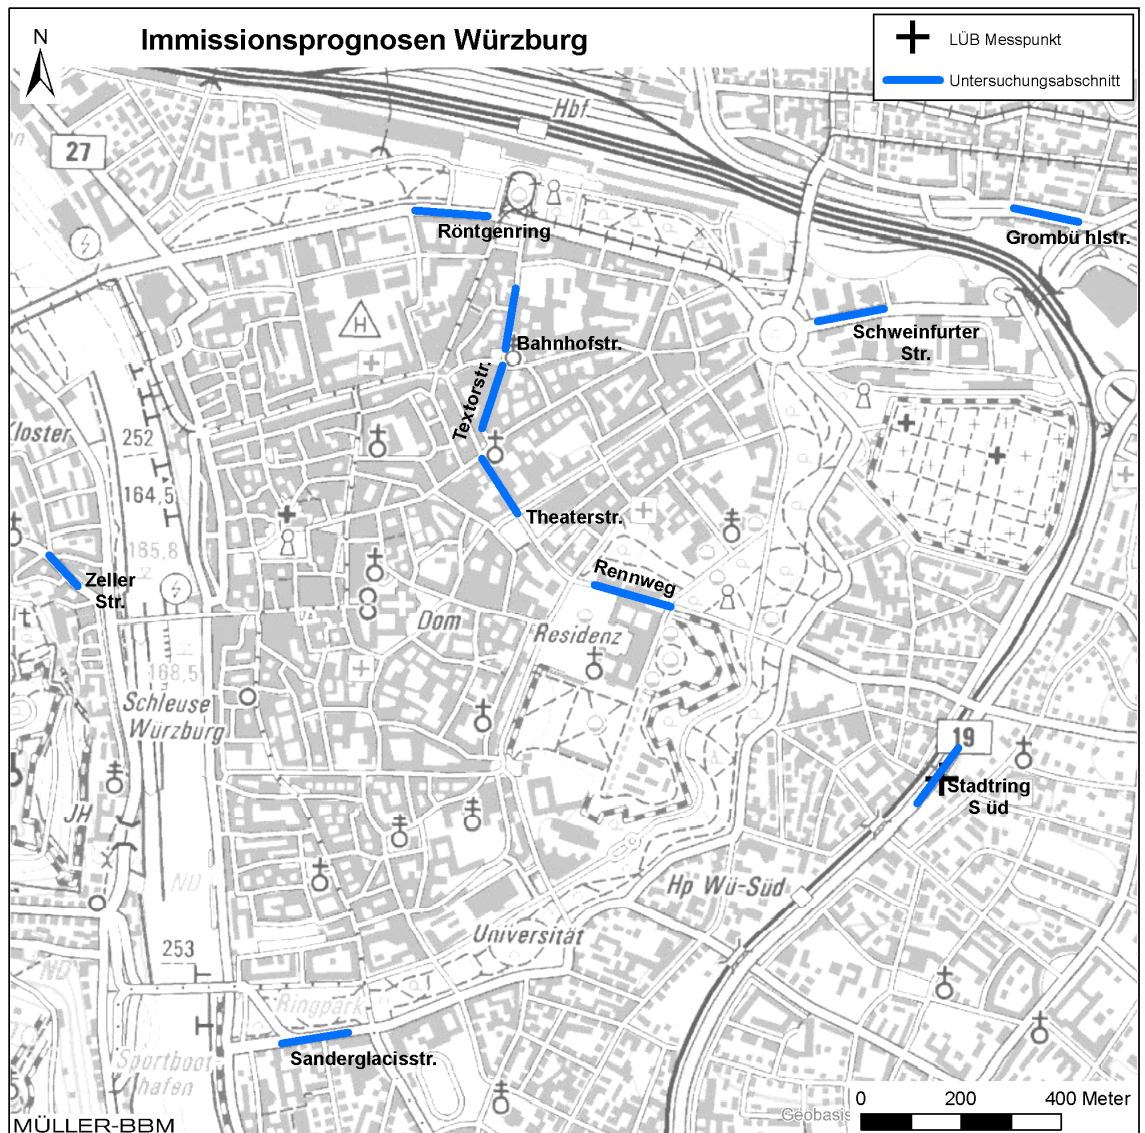 N
Immissionsprognosen Würzburg
LÜB Messpunkt
Untersuchungsabschnitt
Hbf
27
Röntgenring
Grombü hlstr.
H
Bahnhofstr.
Schweinfurter
Str.
Textorstr.
252
164,5
Theaterstr.
165,8
Zeller
Str.
Rennweg
Dom
Residenz
168,5
Schleuse
Würzburg
19
Stadtring
S üd
JH
ND
Hp Wü-Süd
Universität
253
ND
Ringpark
Sanderglacisstr.
Sportboot
hafen
0 200 400 Meter
Geobasis
MÜLLER-BBM